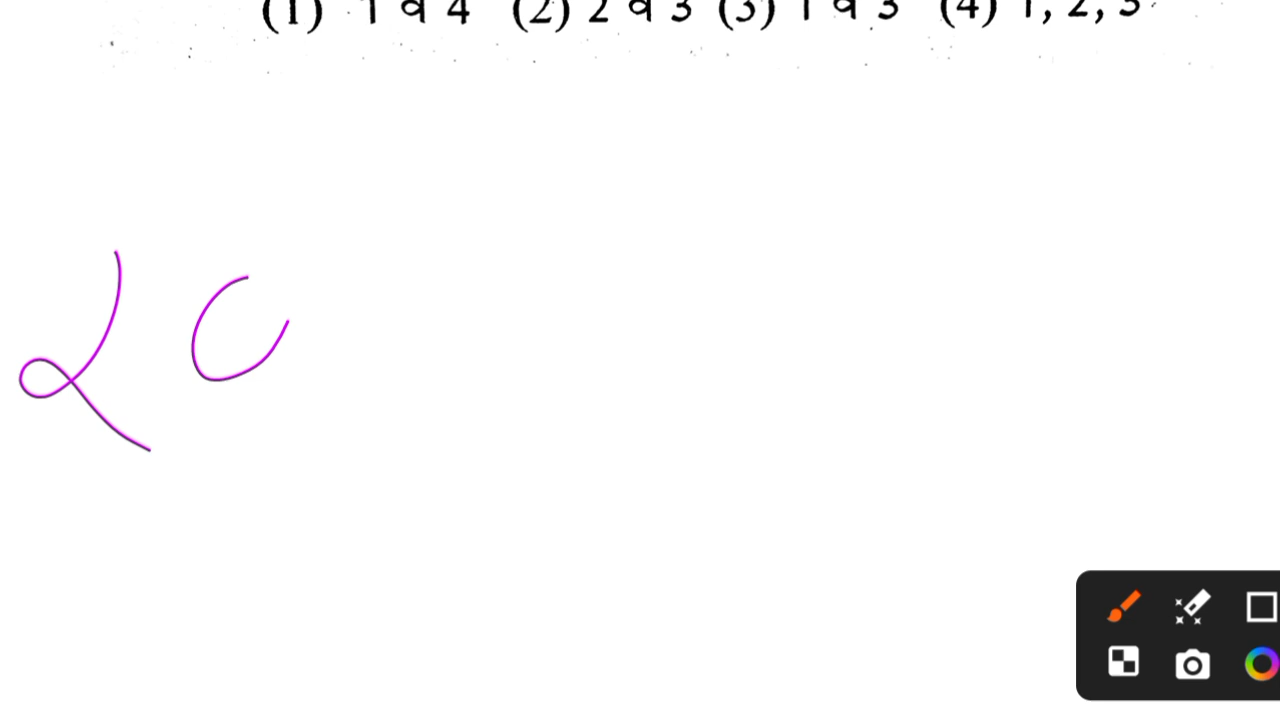 (1) 1 व 4 (2) 2 व 3 (3) 1 व 3 (4) 1, 2, 3